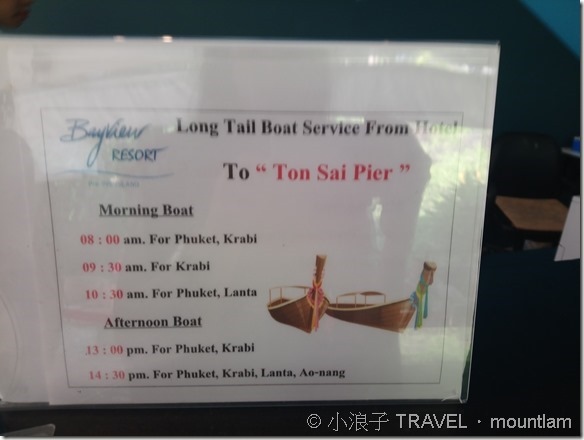 Bayview
RESORT
Long Tail Boat Service From Hotel
To “ Ton Sai Pier ”
Morning Boat
08 : 00 am. For Phuket, Krabi
09 : 30 am. For Krabi
10 : 30 am. For Phuket, Lanta
Afternoon Boat
13 : 00 pm. For Phuket, Krabi
14 : 30 pm. For Phuket, Krabi, Lanta, Ao-nang
© 小浪子 TRAVEL · mountlam